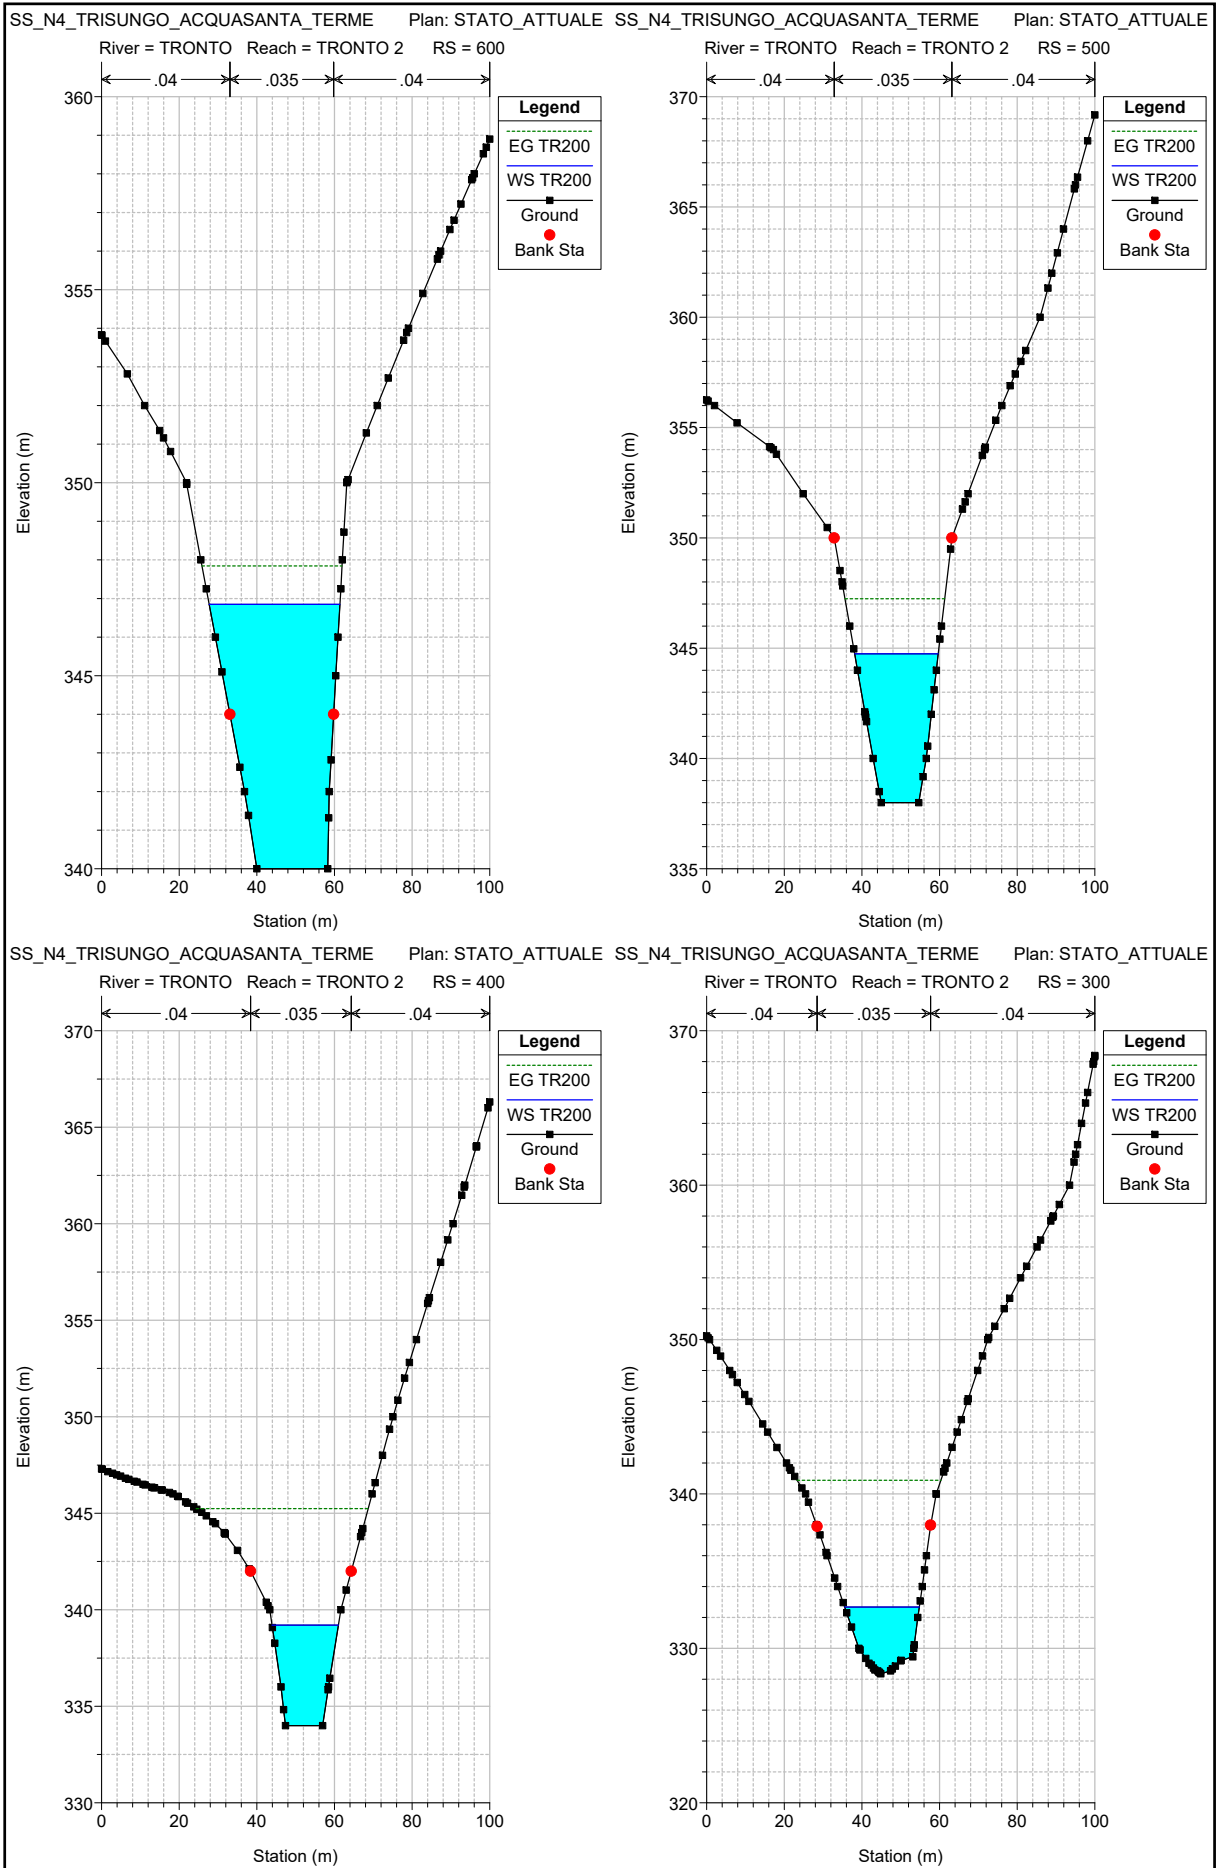 SS_N4_TRISUNGO_ACQUASANTA_TERME Plan: STATO_ATTUALE
River = TRONTO Reach = TRONTO 2 RS = 600
.04 .035 .04
Legend
EG TR200
WS TR200
Ground
Bank Sta
360
355
350
345
340
0 20 40 60 80 100
Elevation (m)
Station (m)
SS_N4_TRISUNGO_ACQUASANTA_TERME Plan: STATO_ATTUALE
River = TRONTO Reach = TRONTO 2 RS = 500
.04 .035 .04
Legend
EG TR200
WS TR200
Ground
Bank Sta
370
365
360
355
350
345
340
335
0 20 40 60 80 100
Elevation (m)
Station (m)
SS_N4_TRISUNGO_ACQUASANTA_TERME Plan: STATO_ATTUALE
River = TRONTO Reach = TRONTO 2 RS = 400
.04 .035 .04
Legend
EG TR200
WS TR200
Ground
Bank Sta
370
365
360
355
350
345
340
335
330
0 20 40 60 80 100
Elevation (m)
Station (m)
SS_N4_TRISUNGO_ACQUASANTA_TERME Plan: STATO_ATTUALE
River = TRONTO Reach = TRONTO 2 RS = 300
.04 .035 .04
Legend
EG TR200
WS TR200
Ground
Bank Sta
370
360
350
340
330
320
0 20 40 60 80 100
Elevation (m)
Station (m)